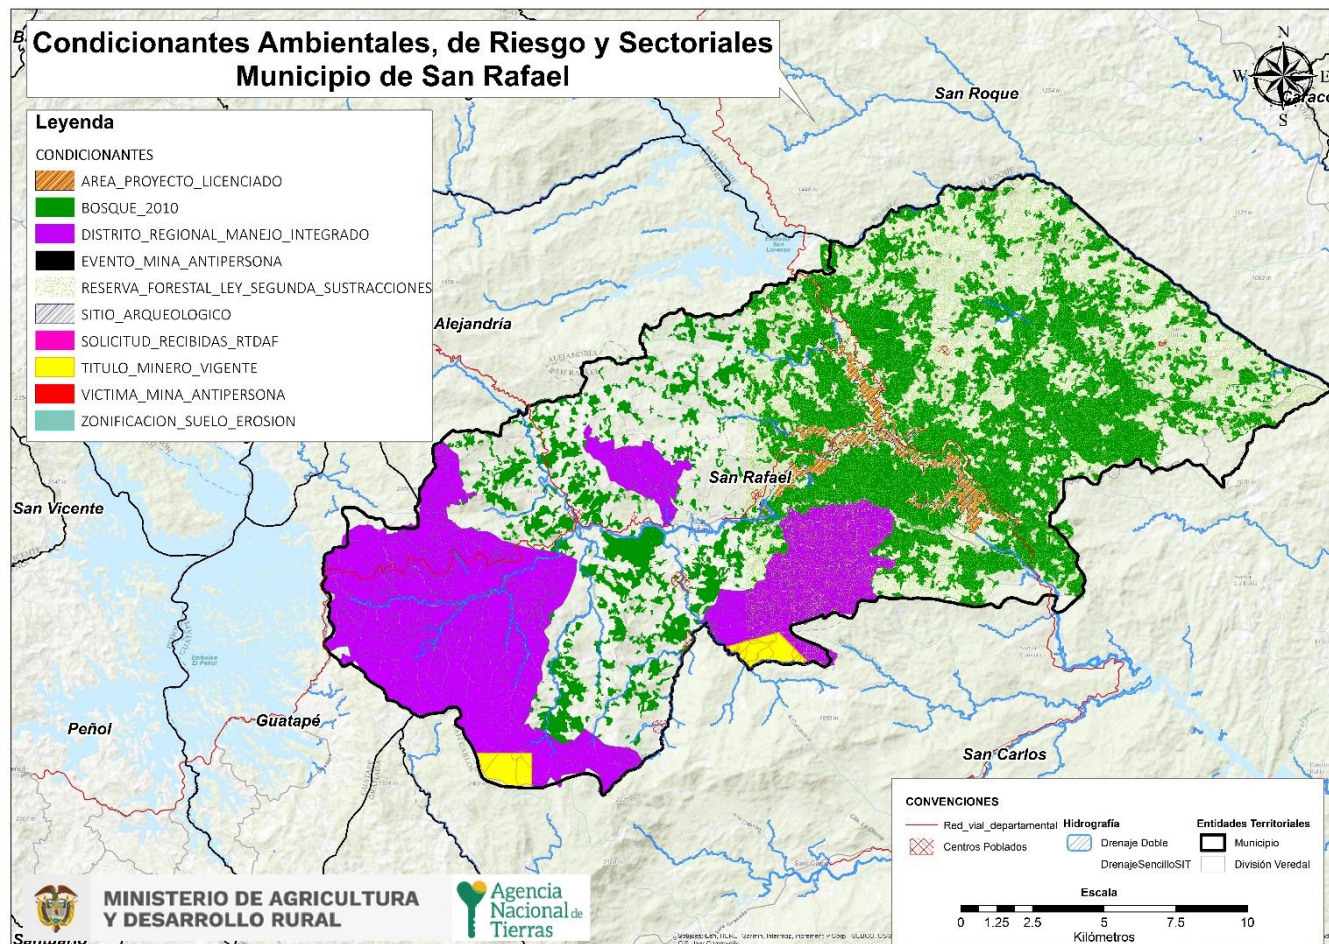 Condicionantes Ambientales, de Riesgo y Sectoriales
Municipio de San Rafael
Leyenda
CONDICIONANTES
AREA_PROYECTO_LICENCIADO
BOSQUE_2010
DISTRITO_REGIONAL_MANEJO_INTEGRADO
EVENTO_MINA_ANTIPERSONA
RESERVA_FORESTAL_LEY_SEGUNDA_SUSTRACCIONES
SITIO_ARQUEOLOGICO
SOLICITUD_RECIBIDAS_RTDAF
TITULO_MINERO_VIGENTE
VICTIMA_MINA_ANTIPERSONA
ZONIFICACION_SUELO_EROSION
N
W
E
S
San Roque
Alejandría
San Rafael
San Vicente
Embalse
El Peñol
Peñol
Guatapé
San Carlos
CONVENCIONES
Red_vial_departamental
Centros Poblados
Hidrografía
Drenaje Doble
DrenajeSencilloSIT
Entidades Territoriales
Municipio
División Veredal
Escala
0 1.25 2.5 5 7.5 10
Kilómetros
MINISTERIO DE AGRICULTURA
Y DESARROLLO RURAL
Agencia
Nacional de
Tierras